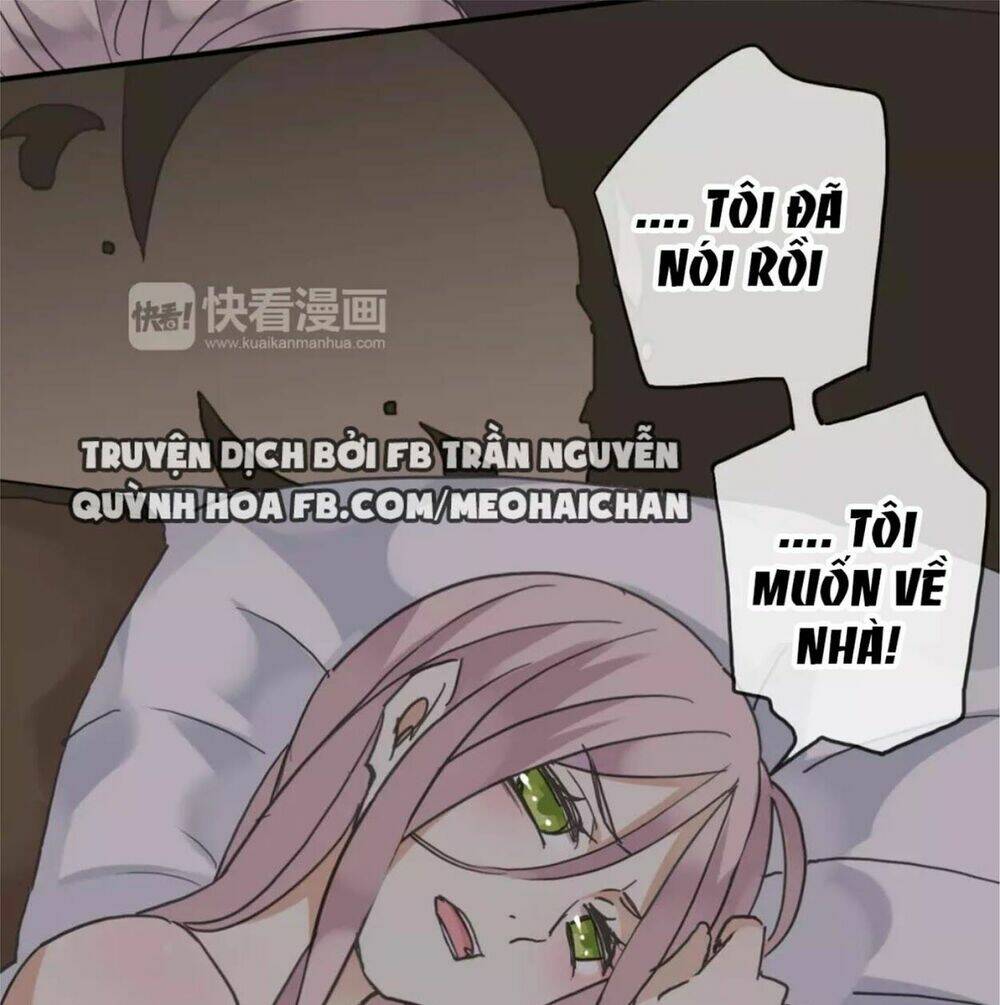 .... TÔI ĐÃ
NÓI RỒI
快看! 快看漫画
www.kuaikanmanhua.com
TRUYỆN DỊCH BỞI FB TRẦN NGUYỄN
QUỲNH HOA FB.COM/MEOHAICHAN
.... TÔI
MUỐN VỀ
NHÀ!